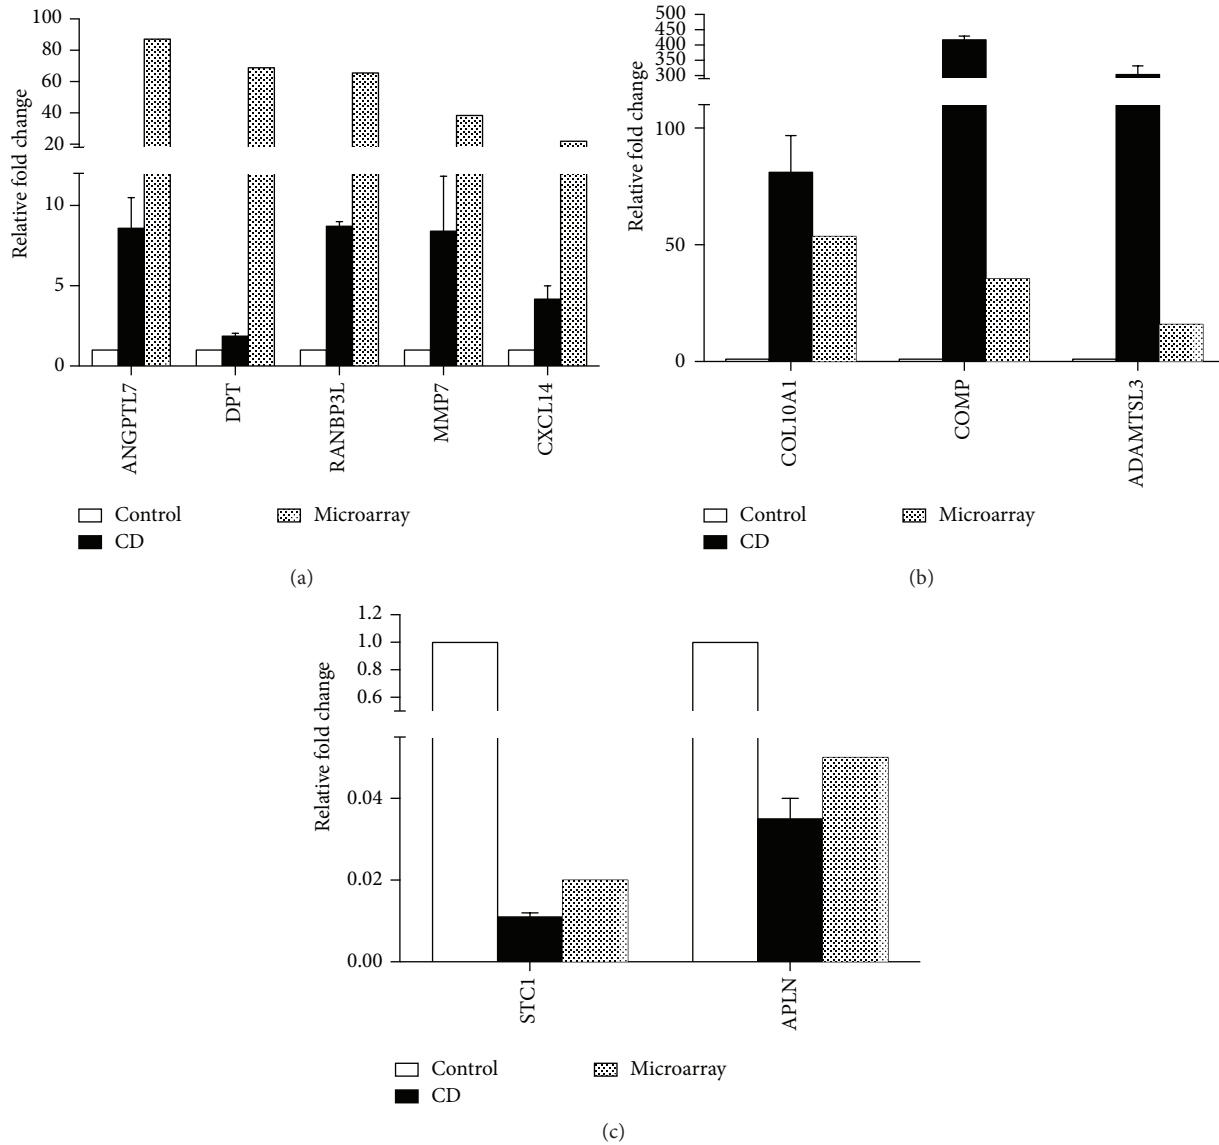 Relative fold change
100
80
60
40
20
10
5
0
ANGPTL7
DPT
RANBP3L
MMP7
CXCL14
Control
CD
Microarray
(a)
Relative fold change
500
450
400
350
300
100
50
0
COL10A1
COMP
ADAMTSL3
Control
CD
Microarray
(b)
Relative fold change
1.2
1.0
0.8
0.6
0.04
0.02
0.00
STC1
APLN
Control
CD
Microarray
(c)